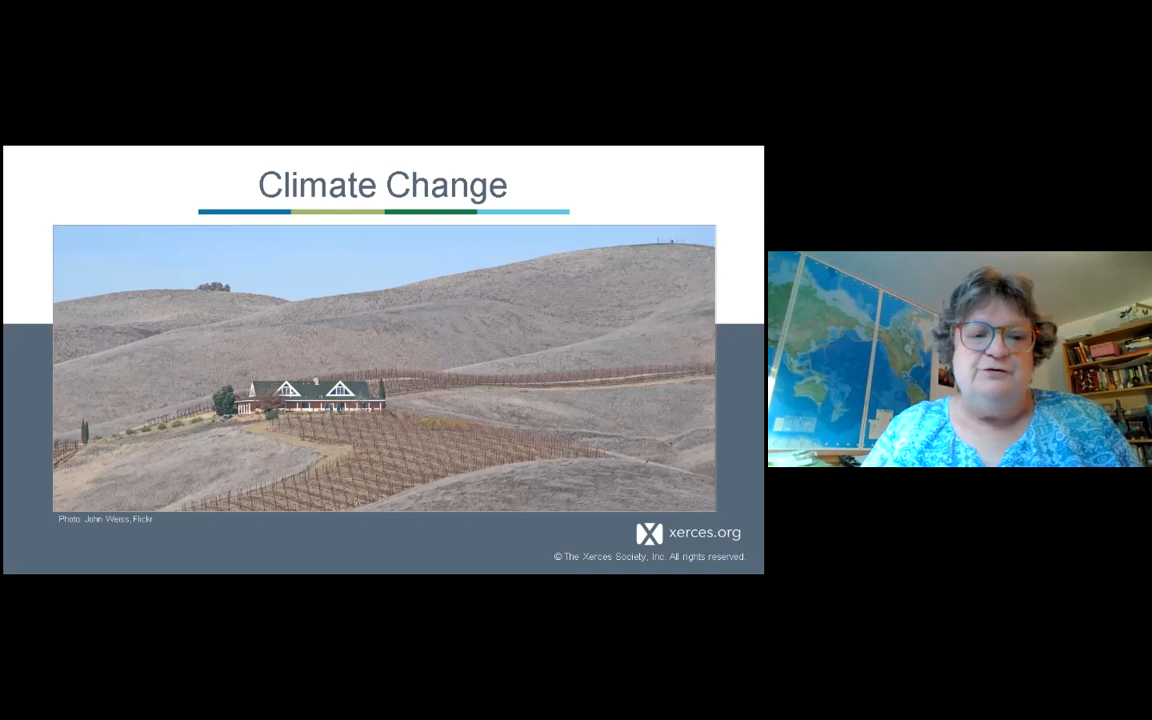 Climate Change
Photo: John Weiss, Flickr
xerces.org
© The Xerces Society, Inc. All rights reserved.